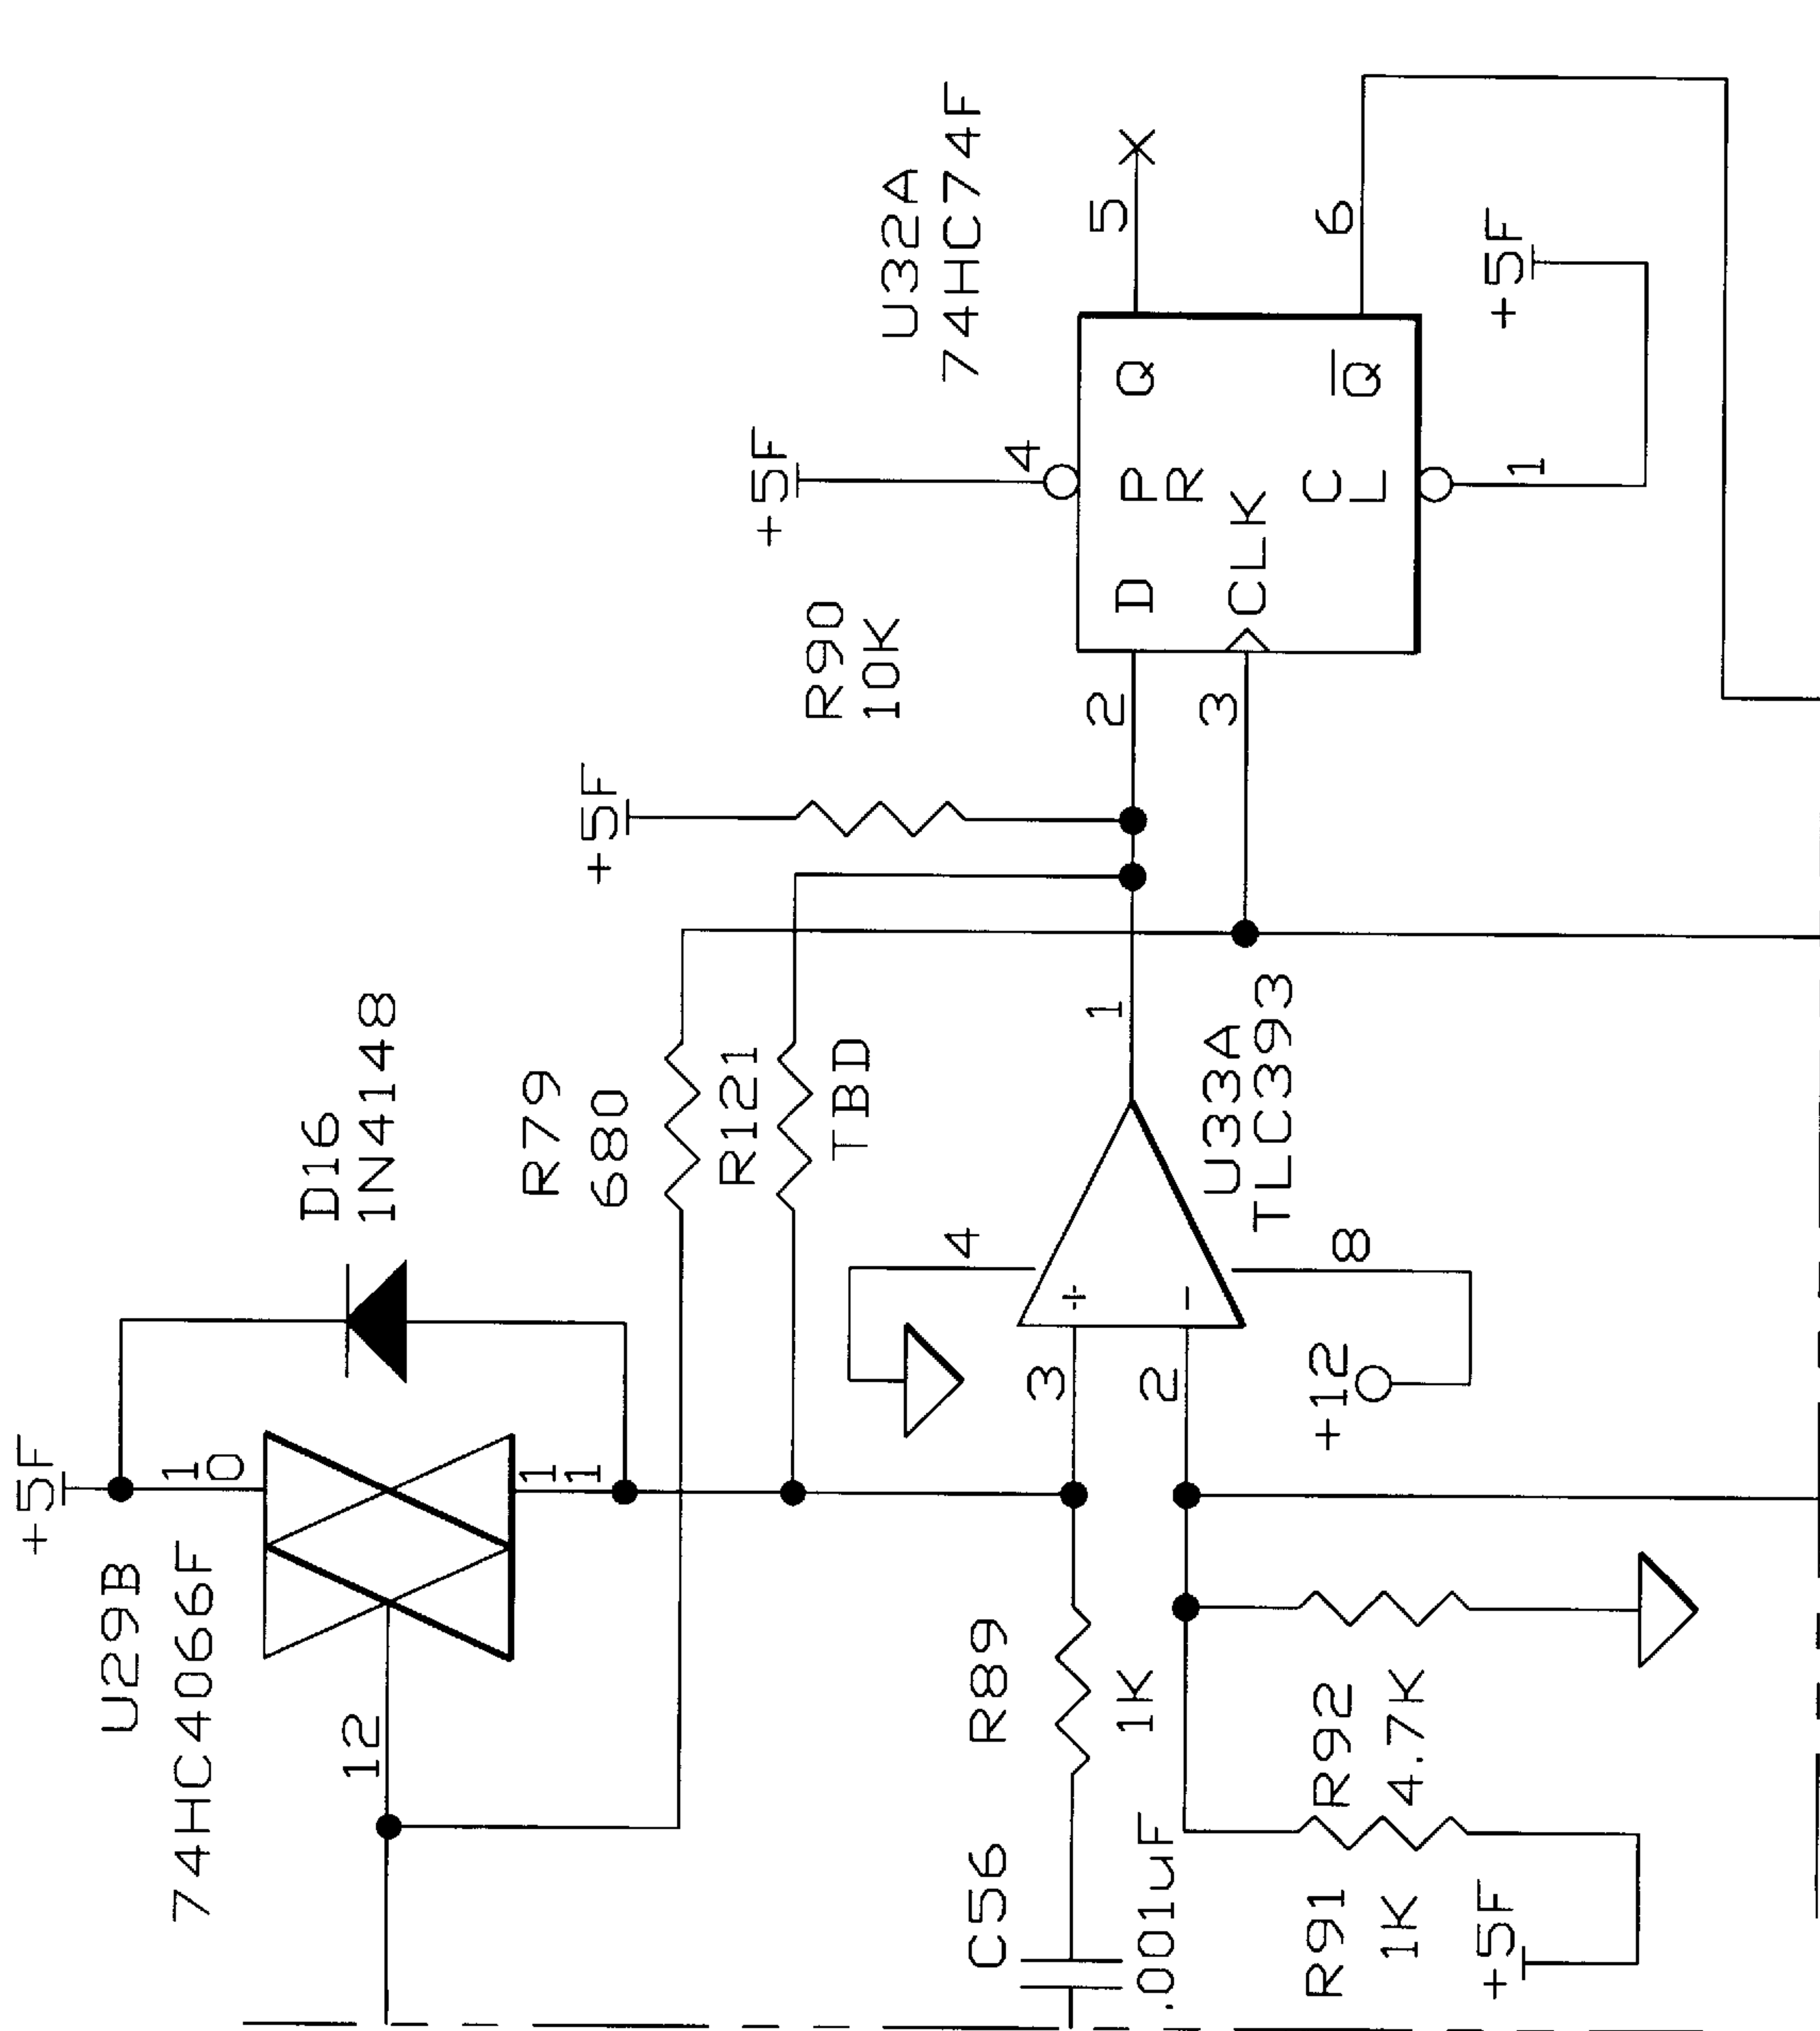 U32A
74HC74F
5
6
+5F
+5F
4
Q
Q
P
R
C
L
CLK
D
1
R90
10K
2
3
+5F
D16
1N4148
R79
680
R121
TBD
1
U33A
TLC393
4
8
+
-
3
2
+12
+5F
10
11
U29B
74HC4066F
12
R89
1K
R92
4.7K
C56
.001uF
R91
1K
+5F